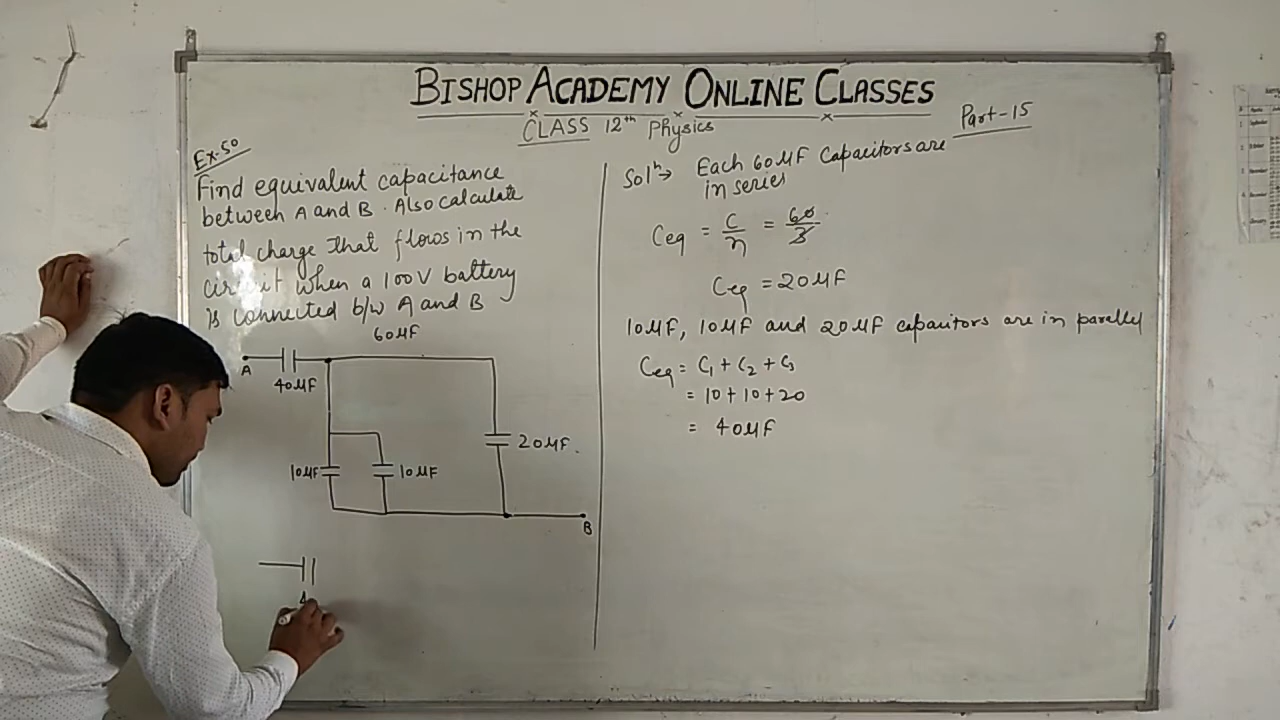 BISHOP ACADEMY ONLINE CLASSES
CLASS 12th Physics
Part-15
Ex.50
Find equivalent capacitance
between A and B. Also calculate
total charge that flows in the
circuit when a 100V battery
is connected b/w A and B
60μF
A
40μF
20μF.
10μF
10μF
B
4
Solⁿ→ Each 60μF capacitors are
in series
Ceq = C/n = 60/3
Ceq = 20μF
10μF, 10μF and 20μF capacitors are in parallel
Ceq = C₁ + C₂ + C₃
= 10 + 10 + 20
= 40μF